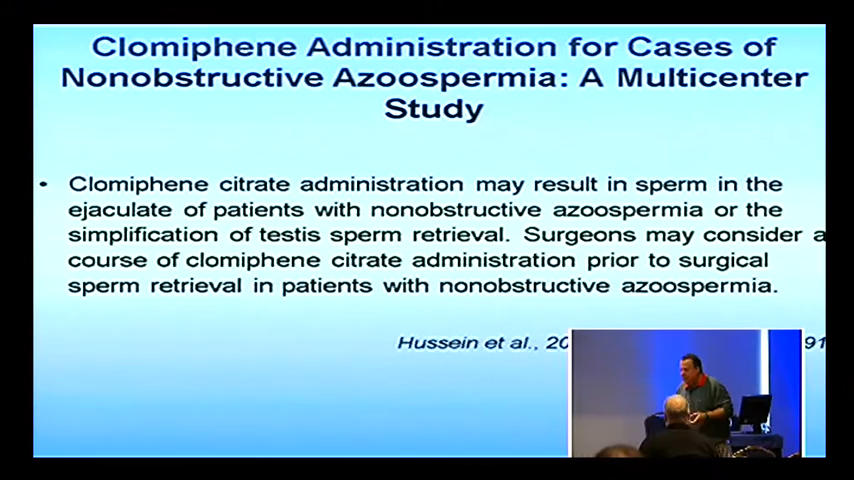 Clomiphene Administration for Cases of
Nonobstructive Azoospermia: A Multicenter
Study
• Clomiphene citrate administration may result in sperm in the
ejaculate of patients with nonobstructive azoospermia or the
simplification of testis sperm retrieval. Surgeons may consider a
course of clomiphene citrate administration prior to surgical
sperm retrieval in patients with nonobstructive azoospermia.
Hussein et al., 20 91